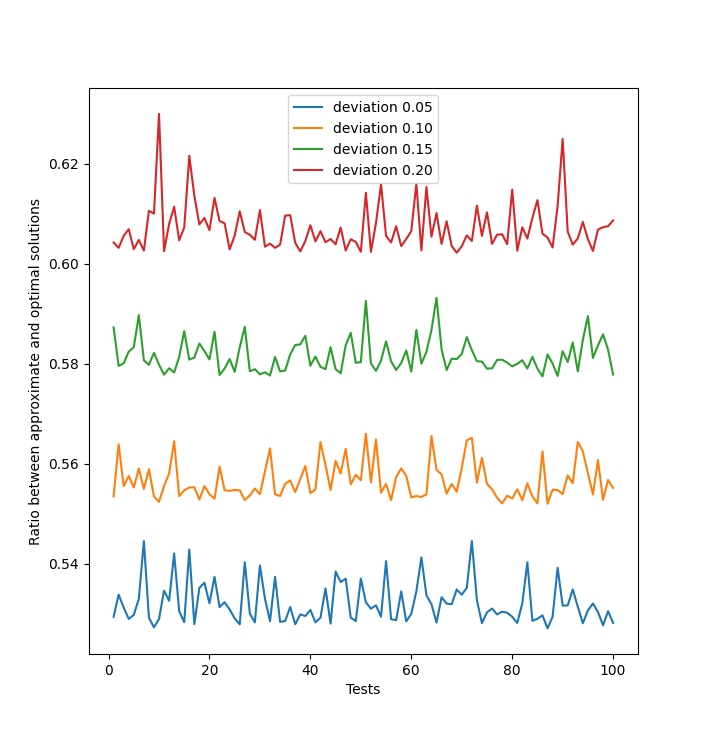 deviation 0.05
deviation 0.10
deviation 0.15
deviation 0.20
Ratio between approximate and optimal solutions
0.62
0.60
0.58
0.56
0.54
0 20 40 60 80 100
Tests